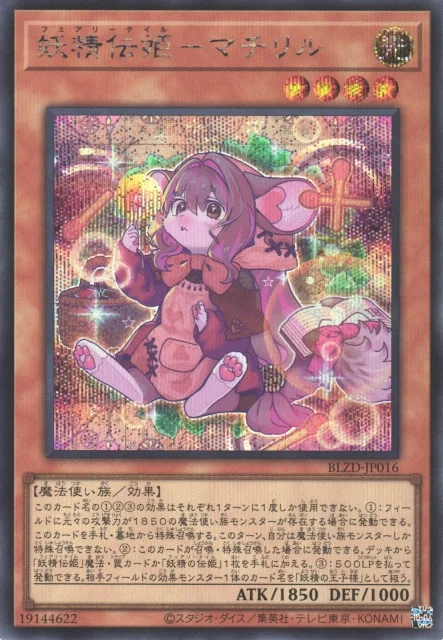 フェアリーテイル
妖精伝姫－マチリル
BLZD-JP016
【魔法使い族／効果】
このカード名の①②③の効果はそれぞれ１ターンに１度しか使用できない。①：フィー
ルドに元々の攻撃力が１８５０の魔法使い族モンスターが存在する場合に発動できる。
このカードを手札・墓地から特殊召喚する。このターン、自分は魔法使い族モンスターしか
特殊召喚できない。②：このカードが召喚・特殊召喚した場合に発動できる。デッキから
「妖精伝姫」魔法・罠カードか「妖精の伝姫」１枚を手札に加える。③：５００LPを払って
発動できる。相手フィールドの効果モンスター１体のカード名を「妖精の王子様」として扱う。
ATK/1850 DEF/1000
19144622
©スタジオ・ダイス／集英社・テレビ東京・KONAMI